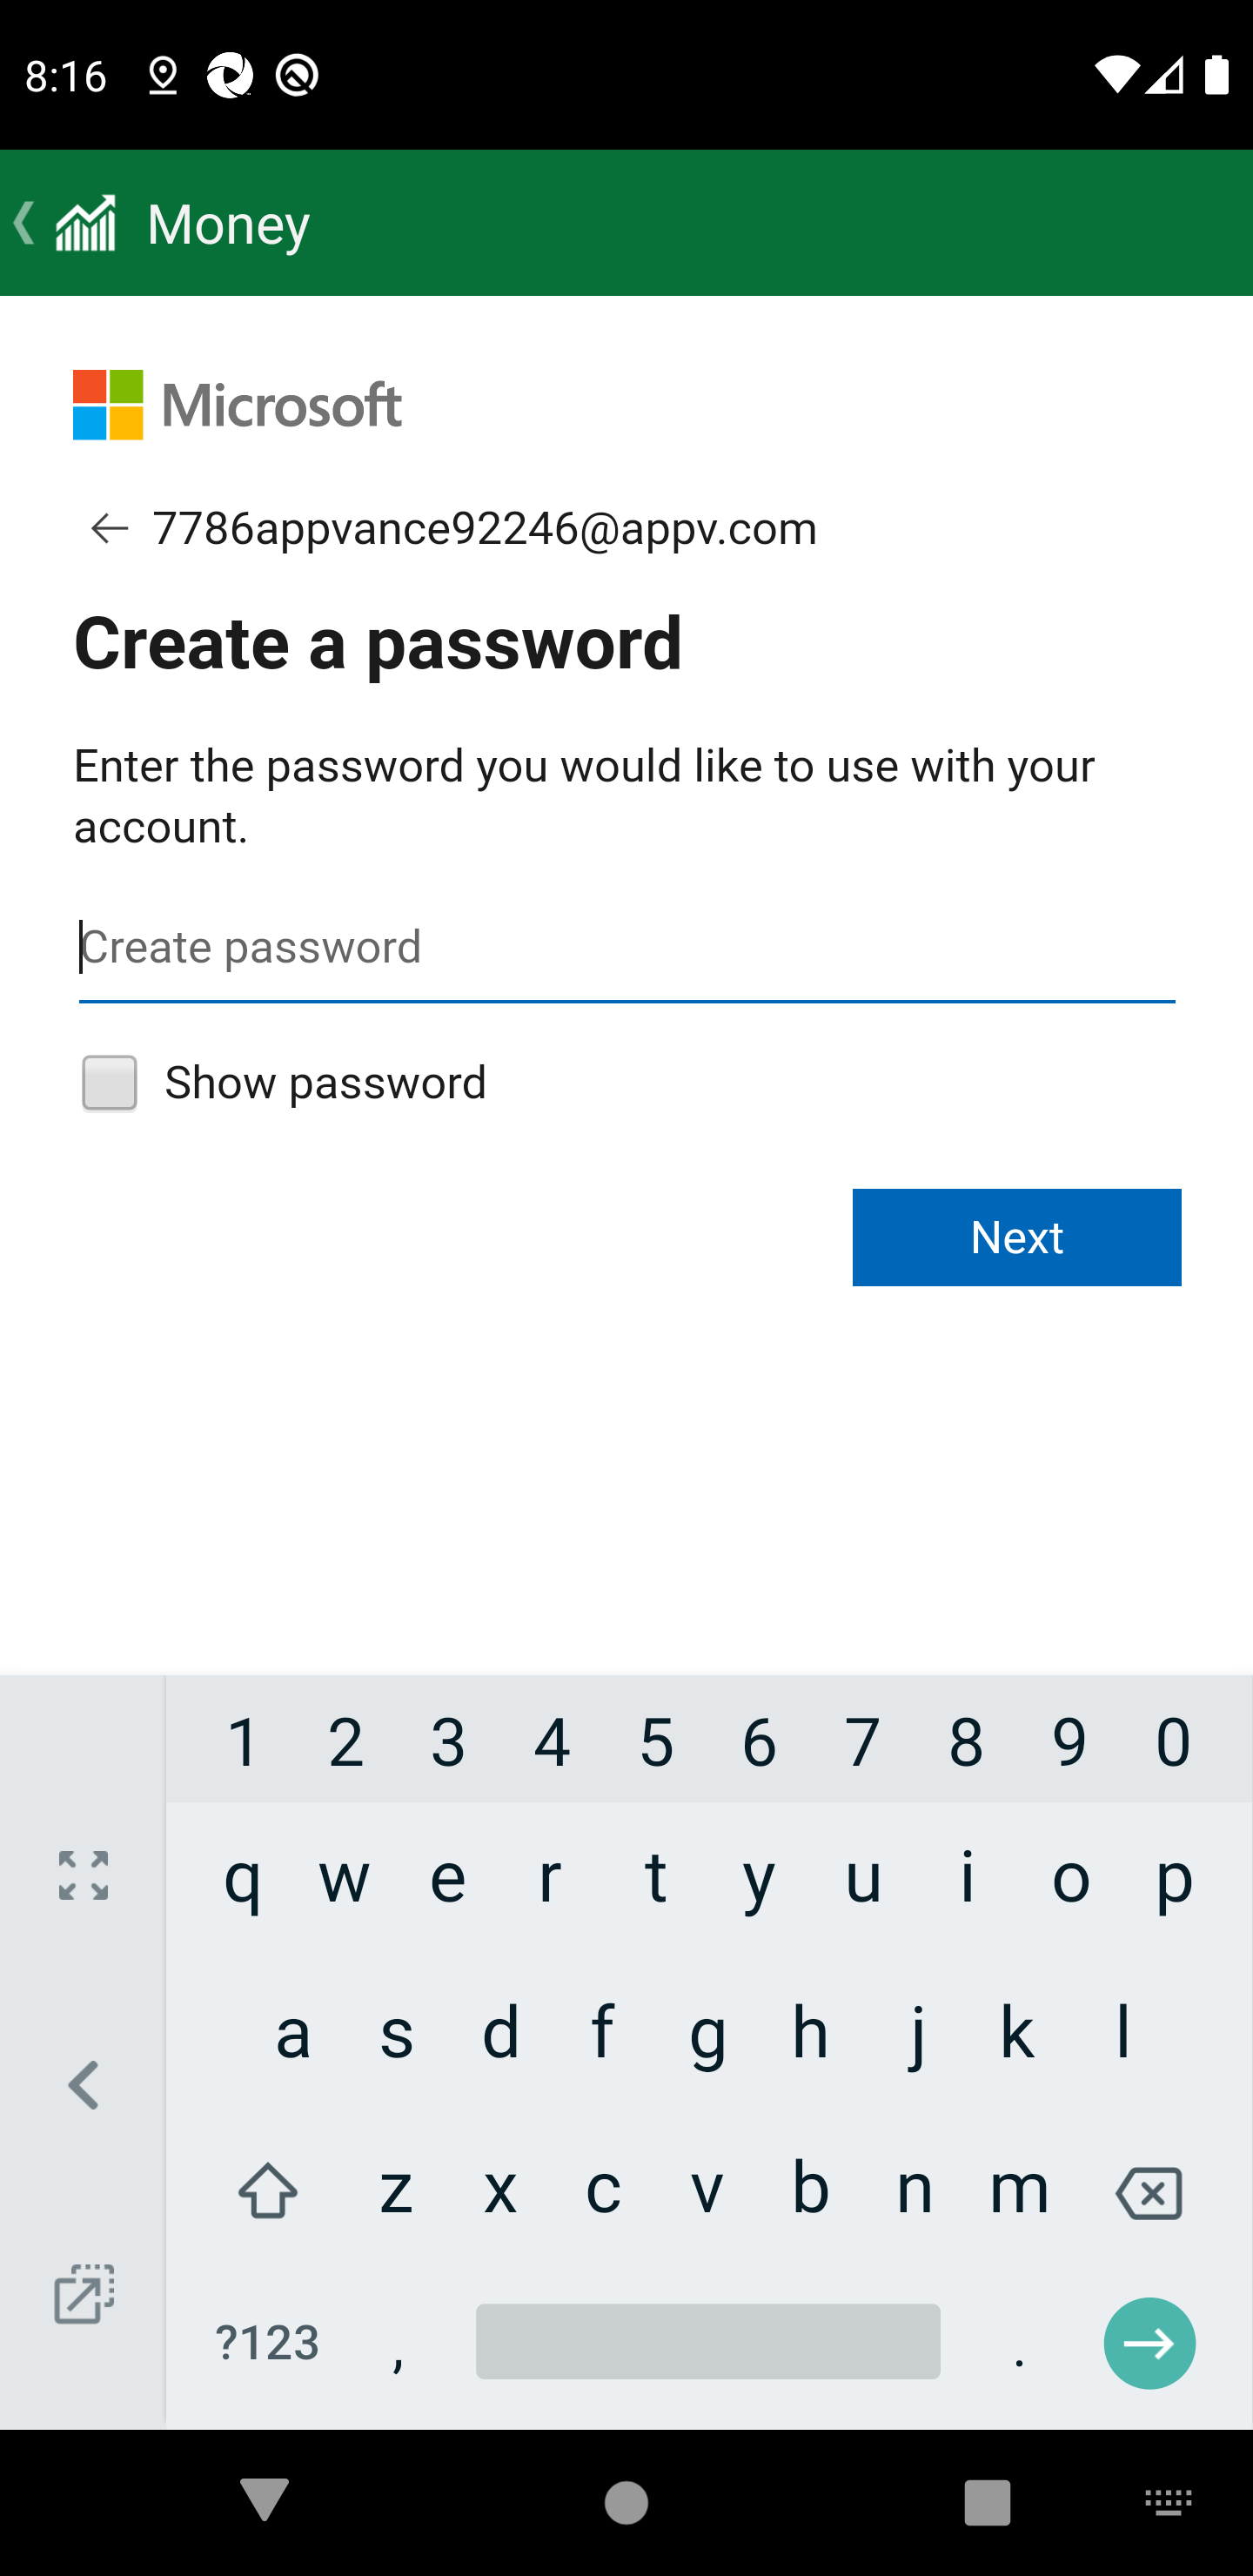 8:16
Money
Microsoft
7786appvance92246@appv.com
Create a password
Enter the password you would like to use with your
account.
Create password
Show password
Next
1 2 3 4 5 6 7 8 9 0
q w e r t y u i o p
a s d f g h j k l
z x c v b n m
?123 , .